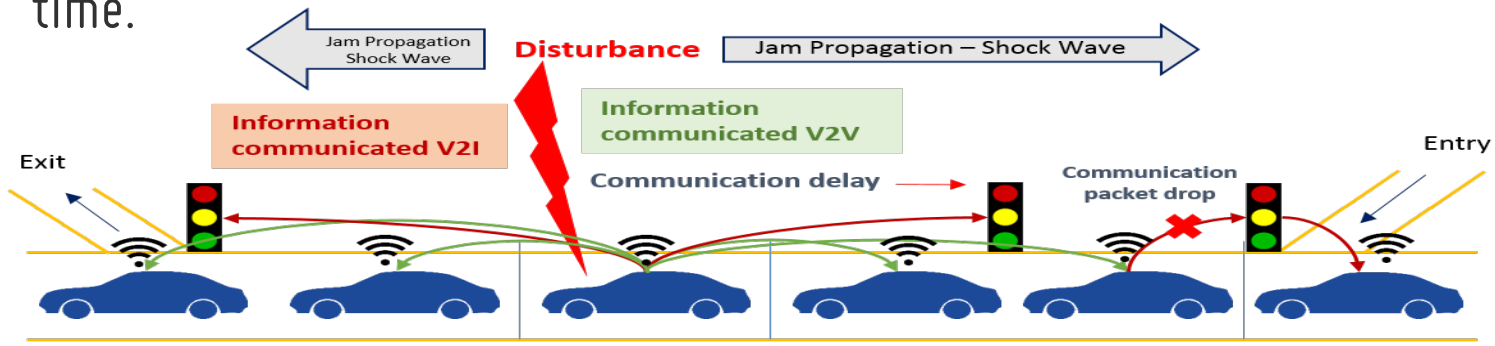 time.
Jam Propagation
Shock Wave
Disturbance
Jam Propagation – Shock Wave
Information
communicated V2I
Information
communicated V2V
Exit
Entry
Communication delay
Communication
packet drop